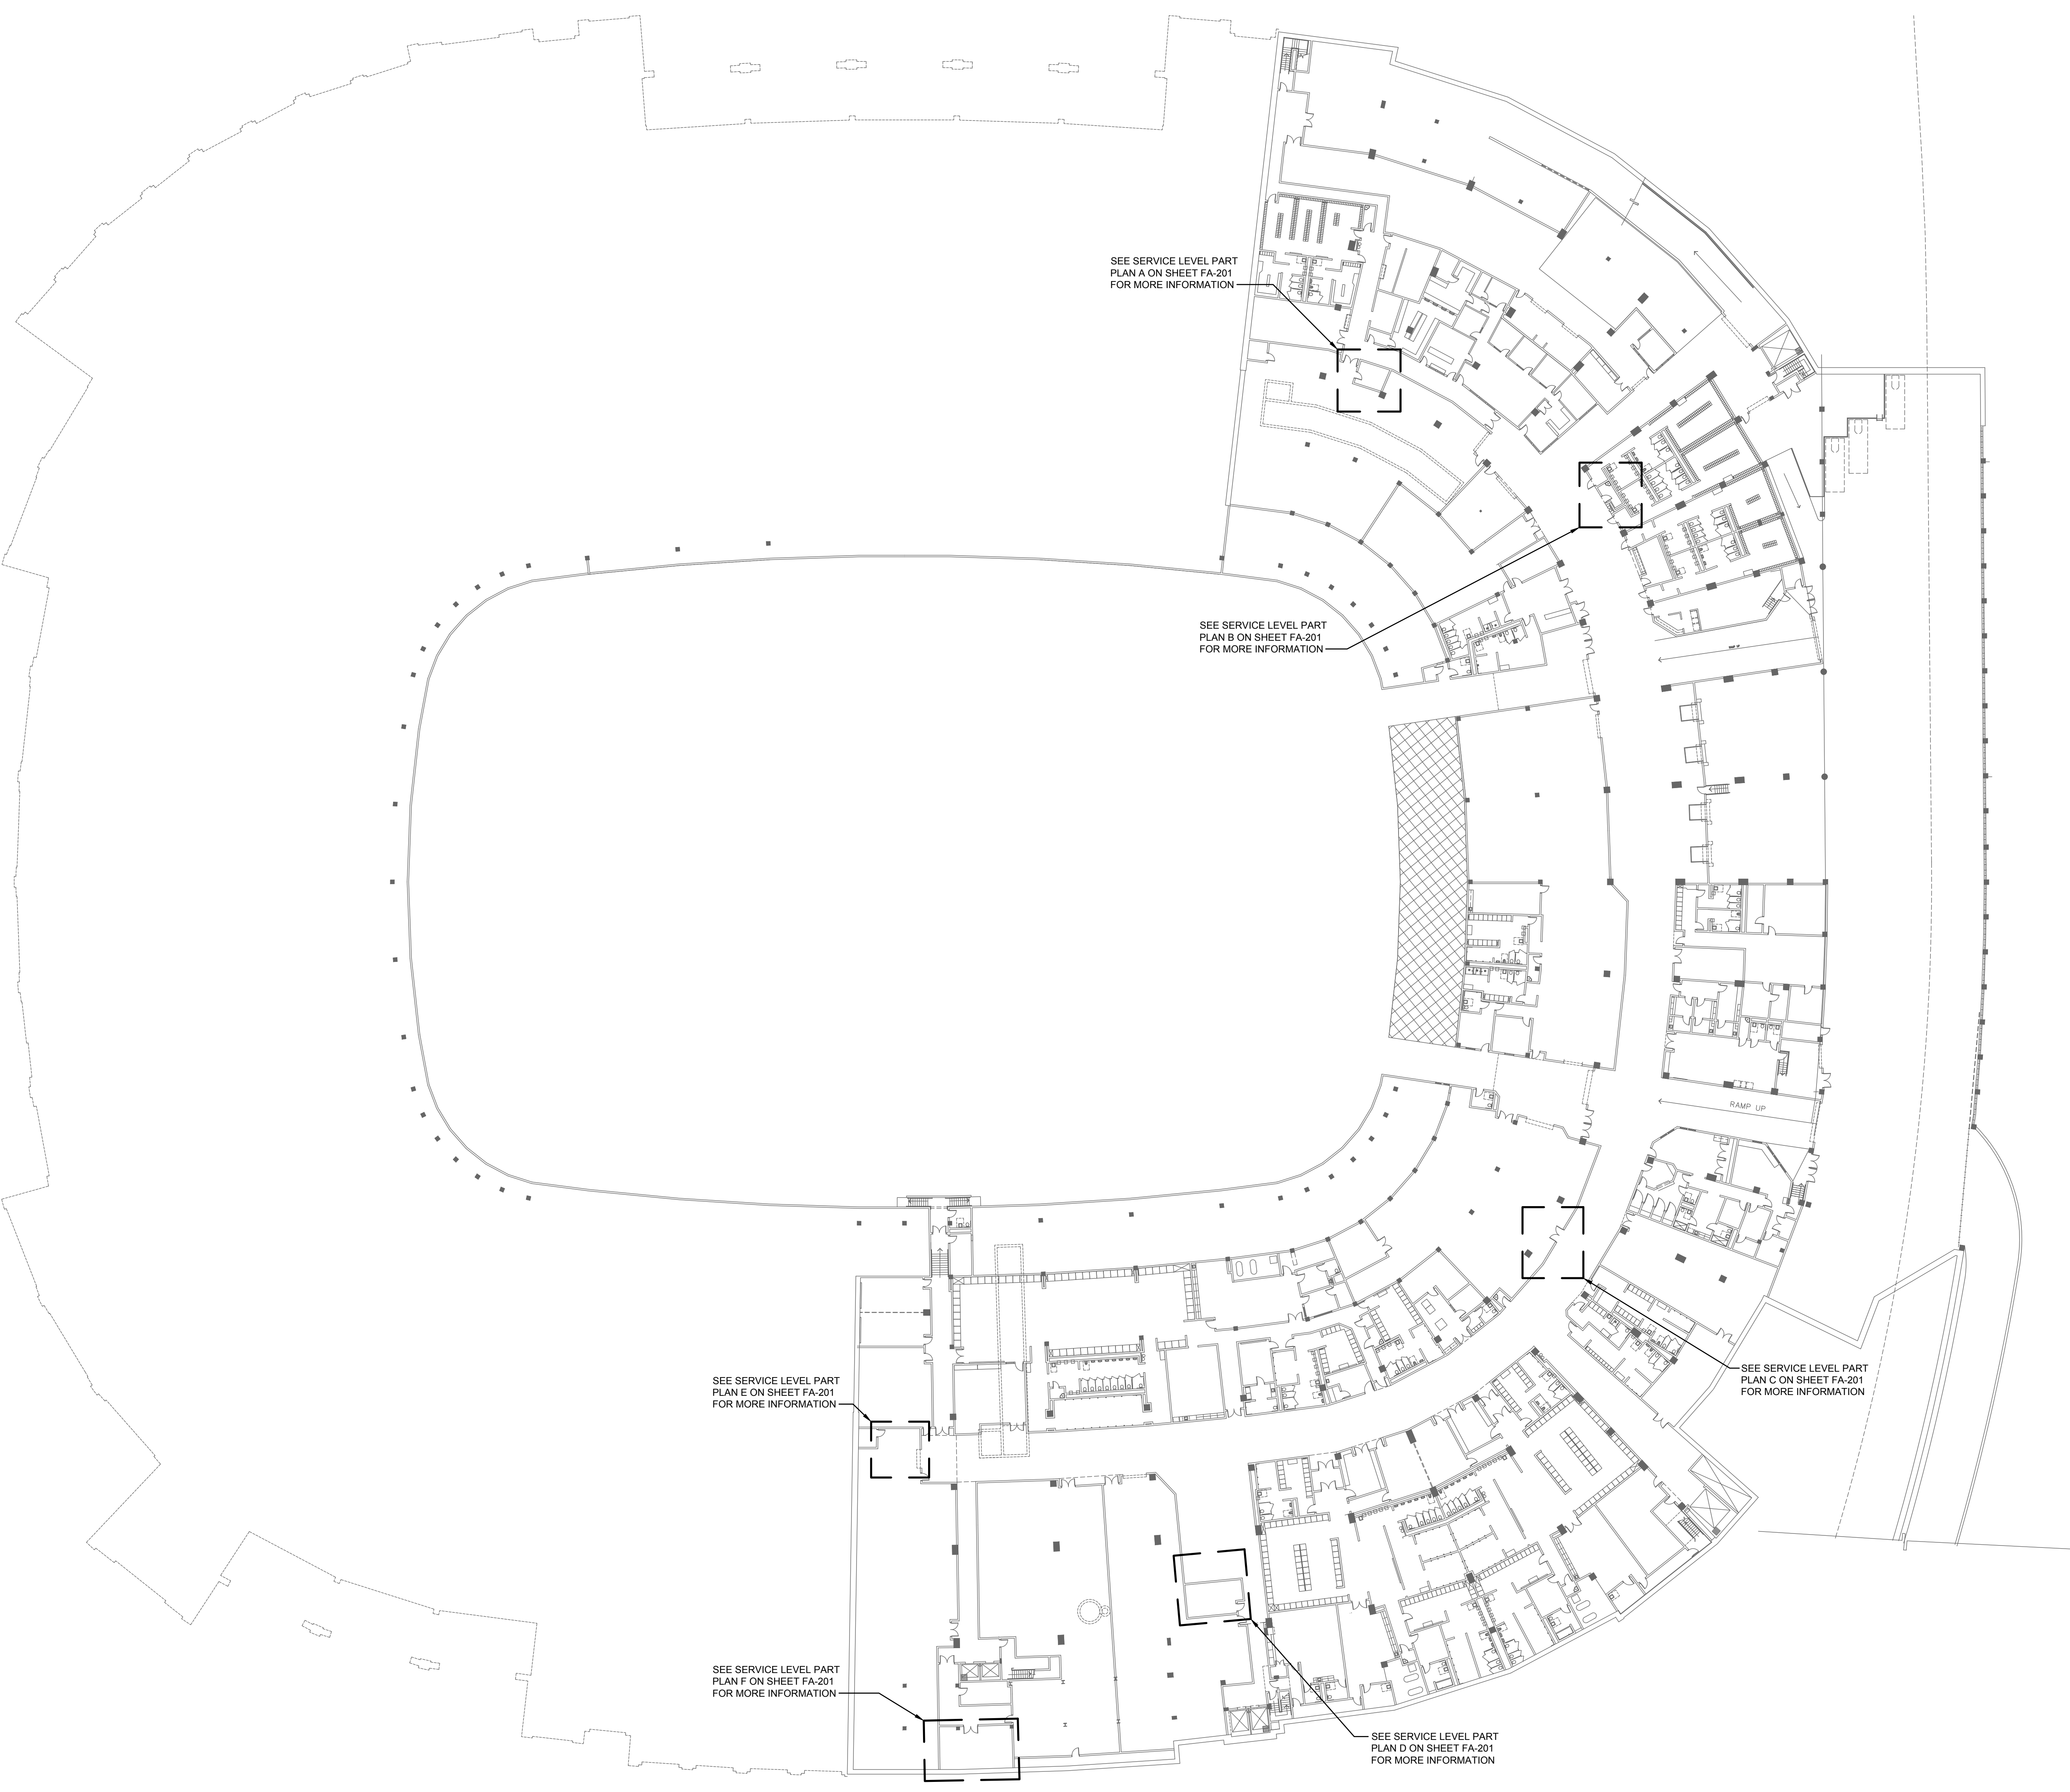 SEE SERVICE LEVEL PART
PLAN A ON SHEET FA-201
FOR MORE INFORMATION
SEE SERVICE LEVEL PART
PLAN B ON SHEET FA-201
FOR MORE INFORMATION
RAMP UP
RAMP UP
SEE SERVICE LEVEL PART
PLAN C ON SHEET FA-201
FOR MORE INFORMATION
SEE SERVICE LEVEL PART
PLAN E ON SHEET FA-201
FOR MORE INFORMATION
SEE SERVICE LEVEL PART
PLAN F ON SHEET FA-201
FOR MORE INFORMATION
SEE SERVICE LEVEL PART
PLAN D ON SHEET FA-201
FOR MORE INFORMATION